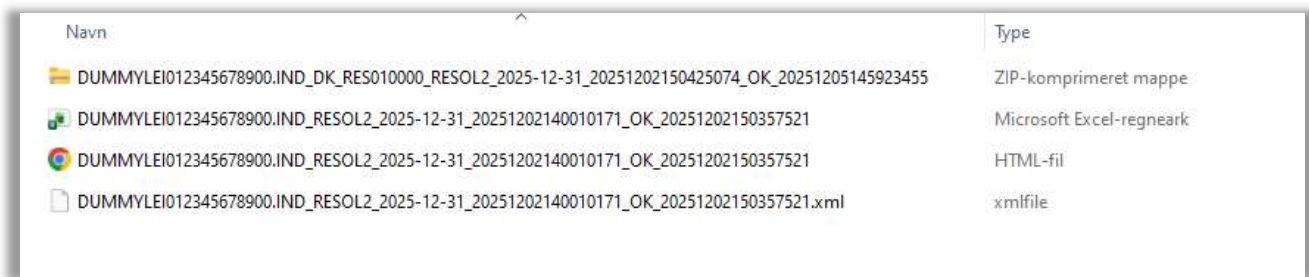 Navn Type
DUMMYLEI012345678900.IND_DK_RES010000_RESOL2_2025-12-31_20251202150425074_OK_20251205145923455 ZIP-komprimeret mappe
DUMMYLEI012345678900.IND_RESOL2_2025-12-31_20251202140010171_OK_20251202150357521 Microsoft Excel-regneark
DUMMYLEI012345678900.IND_RESOL2_2025-12-31_20251202140010171_OK_20251202150357521 HTML-fil
DUMMYLEI012345678900.IND_RESOL2_2025-12-31_20251202140010171_OK_20251202150357521.xml xmlfile